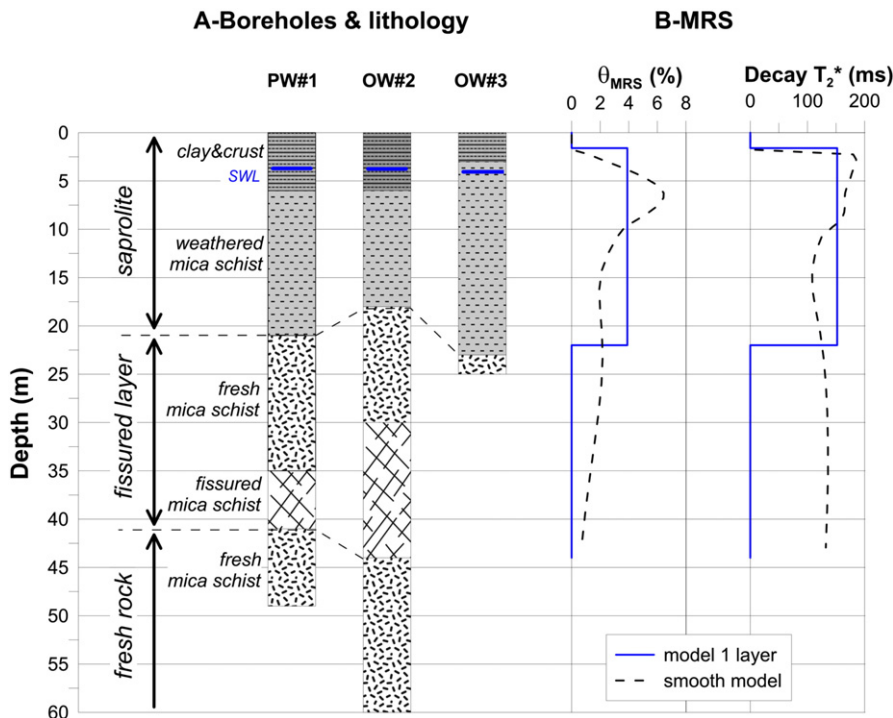 A-Boreholes & lithology
B-MRS
PW#1
OW#2
OW#3
θMRS (%)
Decay T2* (ms)
0 2 4 6 8
0 100 200
Depth (m)
0
5
10
15
20
25
30
35
40
45
50
55
60
saprolite
fissured layer
fresh rock
clay&crust
SWL
weathered
mica schist
fresh
mica schist
fissured
mica schist
fresh
mica schist
model 1 layer
smooth model